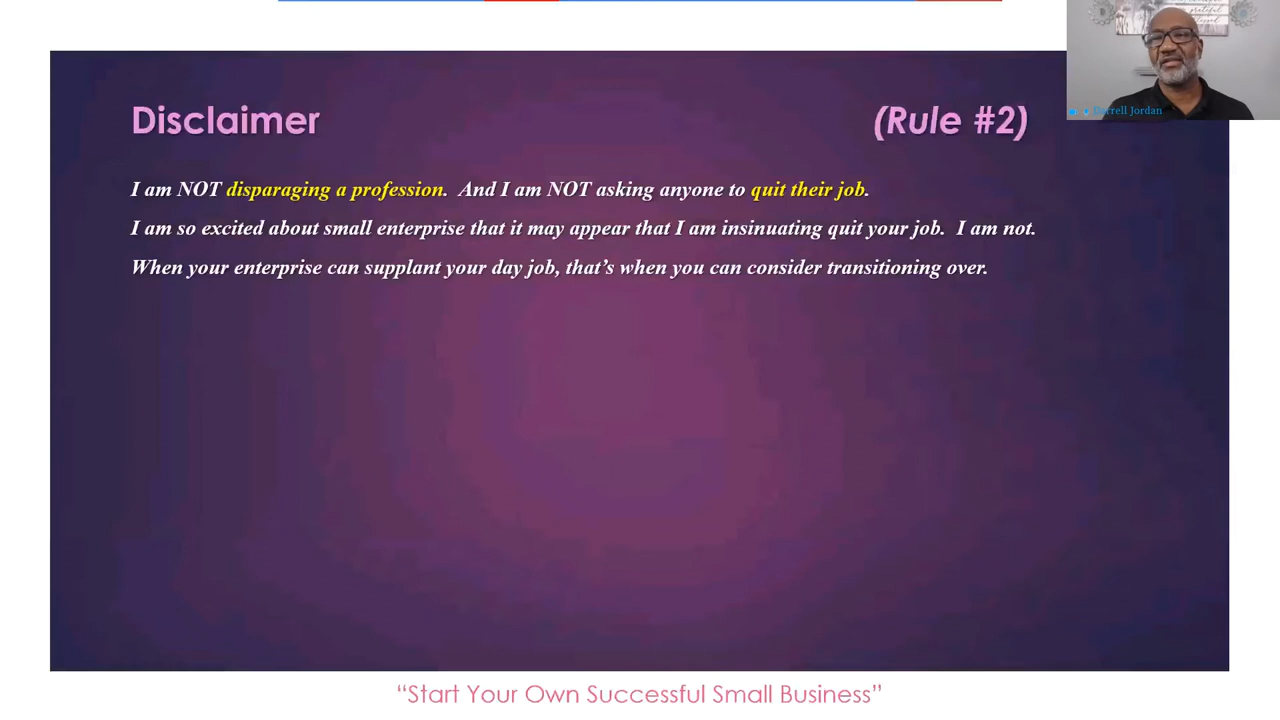 Disclaimer (Rule #2)
I am NOT disparaging a profession.  And I am NOT asking anyone to quit their job.
I am so excited about small enterprise that it may appear that I am insinuating quit your job.  I am not.
When your enterprise can supplant your day job, that’s when you can consider transitioning over.
Jordan
“Start Your Own Successful Small Business”